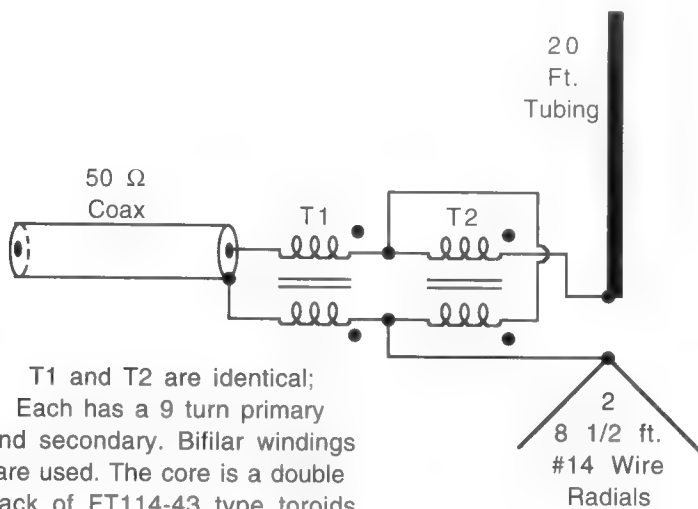 20
Ft.
Tubing
50 Ω
Coax
T1
T2
T1 and T2 are identical;
Each has a 9 turn primary
nd secondary. Bifilar windings
are used. The core is a double
ack of FT114-43 type toroids
2
8 1/2 ft.
#14 Wire
Radials